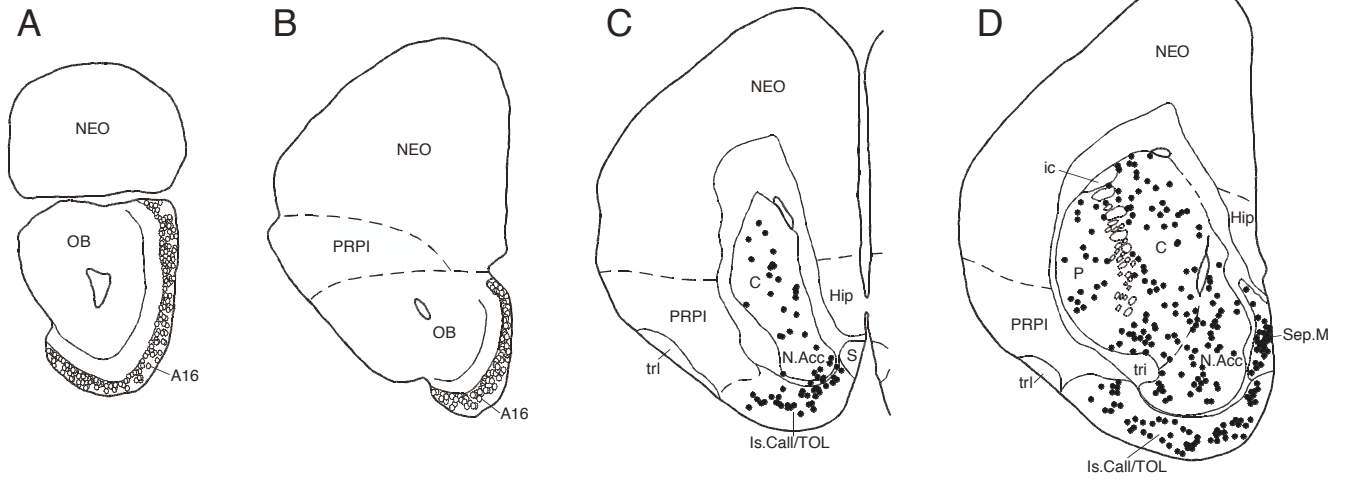 A
NEO
OB
A16
B
NEO
PRPI
OB
A16
C
NEO
C
Hip
PRPI
N.Acc
S
trl
Is.Call/TOL
D
NEO
ic
Hip
C
P
PRPI
Sep.M
N.Acc
tri
trl
Is.Call/TOL